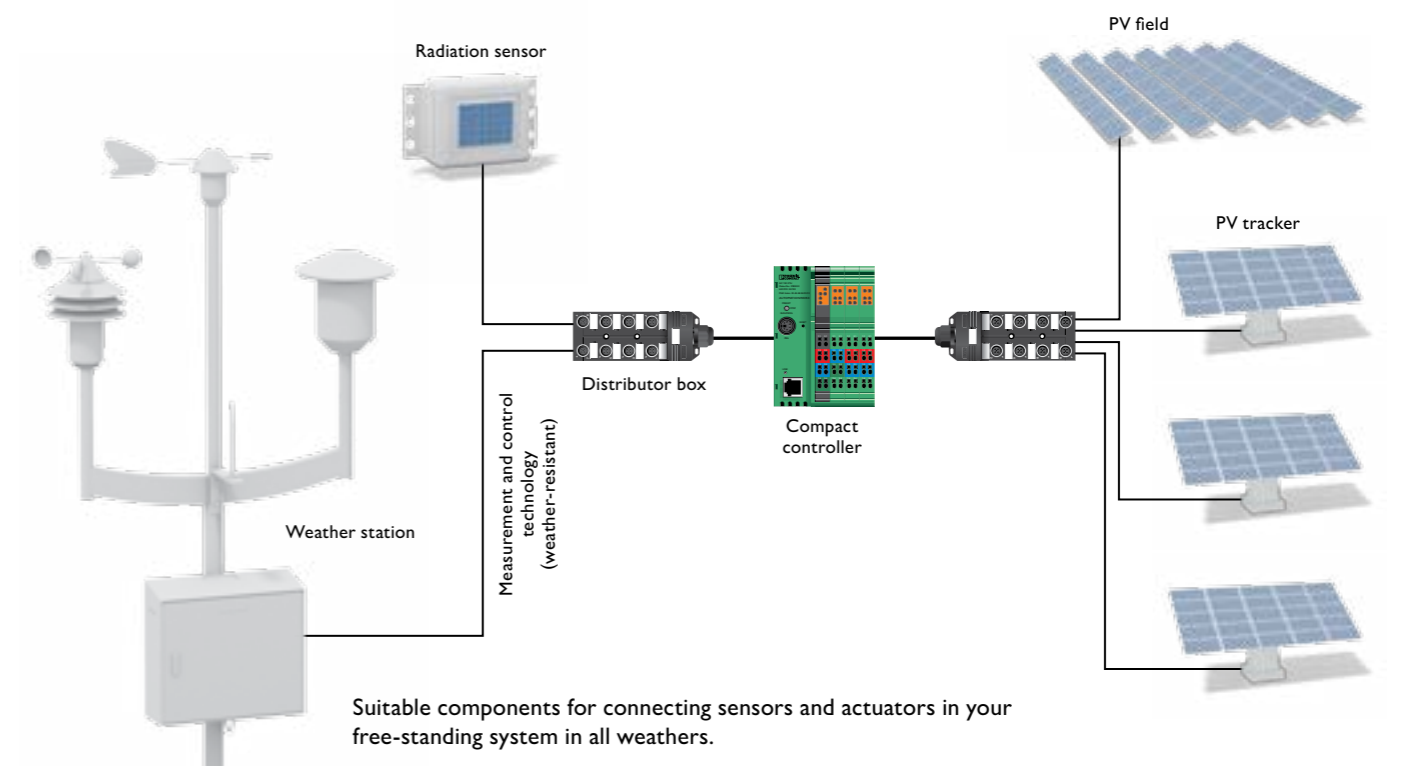 PV field
Radiation sensor
PV tracker
Distributor box
Compact
controller
Measurement and control
technology
(weather-resistant)
Weather station
Suitable components for connecting sensors and actuators in your
free-standing system in all weathers.